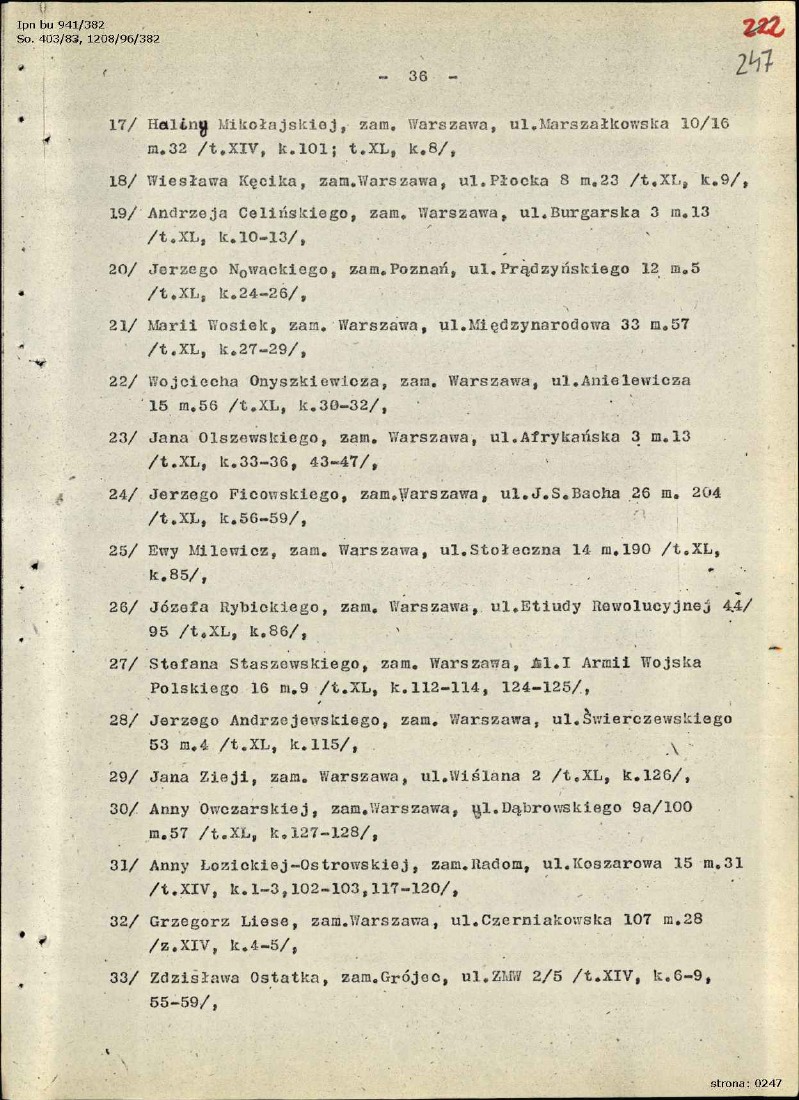 Ipn bu 941/382
So. 403/83, 1208/96/382
222
247
- 36 -
17/ Haliny Mikołajskiej, zam. Warszawa, ul.Marszałkowska 10/16
m.32 /t.XIV, k.101; t.XL, k.8/,
18/ Wiesława Kęcika, zam.Warszawa, ul.Płocka 8 m.23 /t.XL, k.9/,
19/ Andrzeja Celińskiego, zam. Warszawa, ul.Burgarska 3 m.13
/t.XL, k.10-13/,
20/ Jerzego Nowackiego, zam.Poznań, ul.Prądzyńskiego 12 m.5
/t.XL, k.24-26/,
21/ Marii Wosiek, zam. Warszawa, ul.Międzynarodowa 33 m.57
/t.XL, k.27-29/,
22/ Wojciecha Onyszkiewicza, zam. Warszawa, ul.Anielewicza
15 m.56 /t.XL, k.30-32/,
23/ Jana Olszewskiego, zam. Warszawa, ul.Afrykańska 3 m.13
/t.XL, k.33-36, 43-47/,
24/ Jerzego Ficowskiego, zam.Warszawa, ul.J.S.Bacha 26 m. 204
/t.XL, k.56-59/,
25/ Ewy Milewicz, zam. Warszawa, ul.Stołeczna 14 m.190 /t.XL,
k.85/,
26/ Józefa Rybickiego, zam. Warszawa, ul.Etiudy Rewolucyjnej 44/
95 /t.XL, k.86/,
27/ Stefana Staszewskiego, zam. Warszawa, Al.I Armii Wojska
Polskiego 16 m.9 /t.XL, k.112-114, 124-125/,
28/ Jerzego Andrzejewskiego, zam. Warszawa, ul.Świerczewskiego
53 m.4 /t.XL, k.115/,
29/ Jana Zieji, zam. Warszawa, ul.Wiślana 2 /t.XL, k.126/,
30/ Anny Owczarskiej, zam.Warszawa, ul.Dąbrowskiego 9a/100
m.57 /t.XL, k.127-128/,
31/ Anny Łozickiej-Ostrowskiej, zam.Radom, ul.Koszarowa 15 m.31
/t.XIV, k.1-3,102-103,117-120/,
32/ Grzegorz Liese, zam.Warszawa, ul.Czerniakowska 107 m.28
/z.XIV, k.4-5/,
33/ Zdzisława Ostatka, zam.Grójec, ul.ZMW 2/5 /t.XIV, k.6-9,
55-59/,
strona: 0247